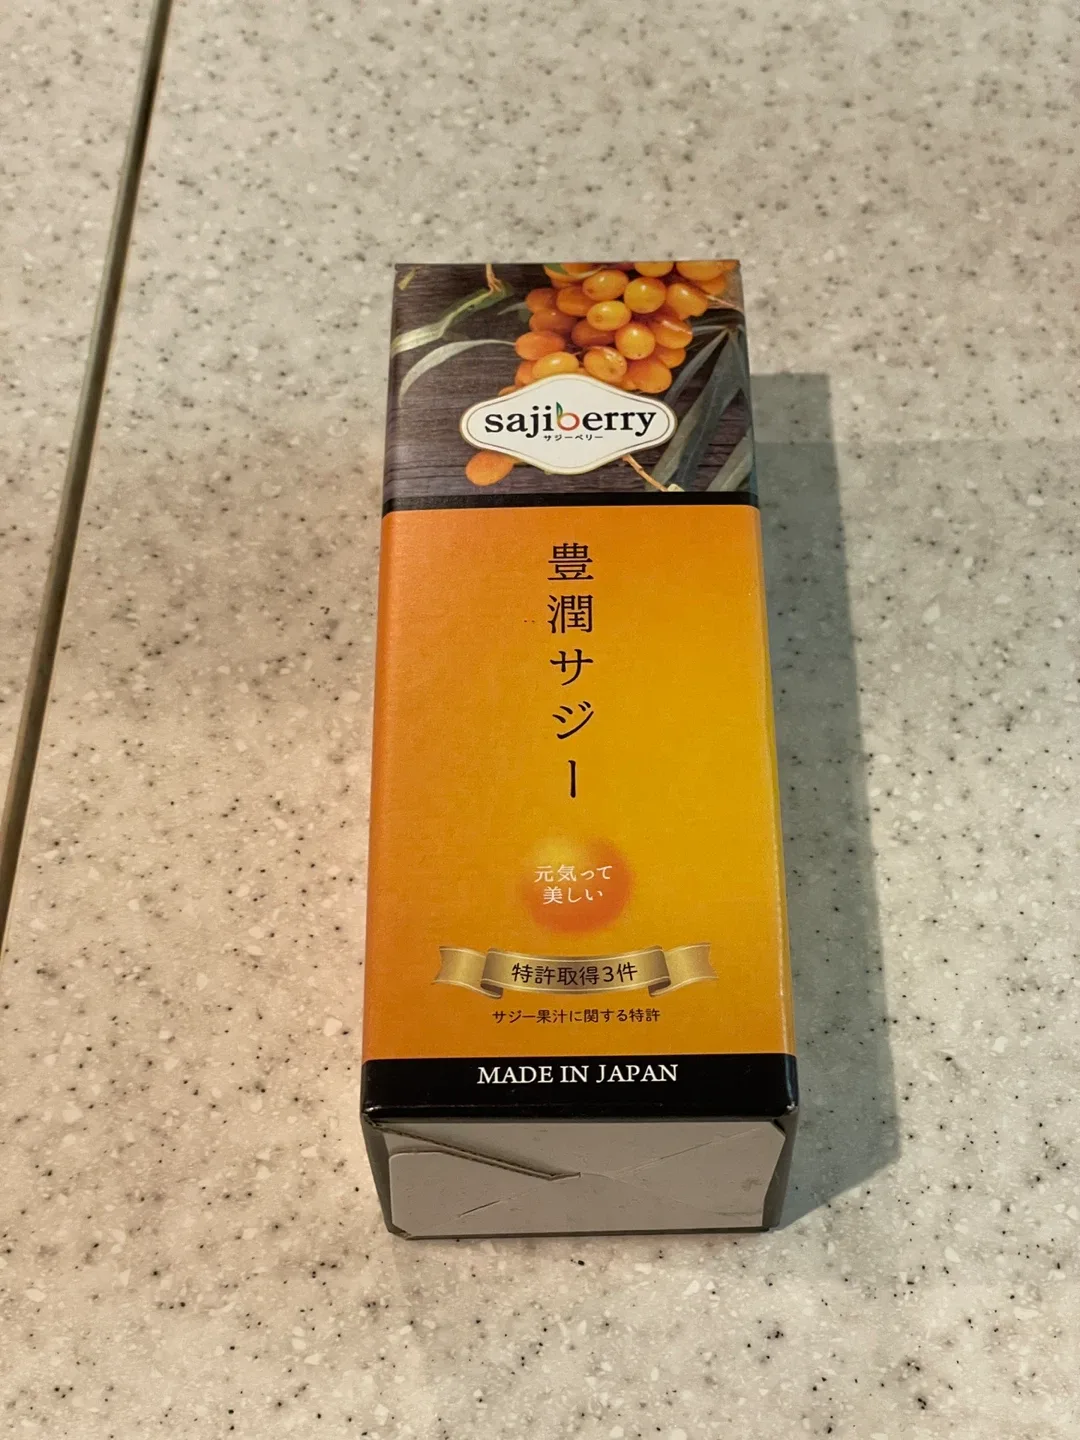 sajiberry
サジーベリー
豊潤サジー
元気って
美しい
特許取得3件
サジー果汁に関する特許
MADE IN JAPAN